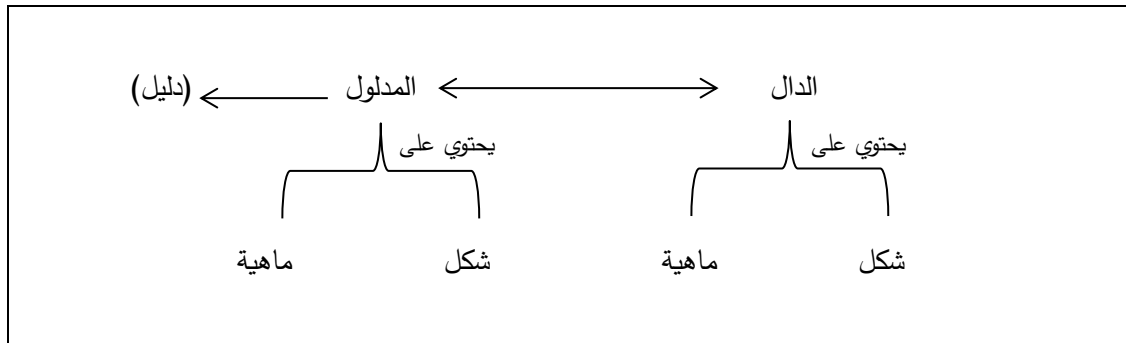 الدال المدلول (دليل)
يحتوي على يحتوي على
شكل ماهية شكل ماهية